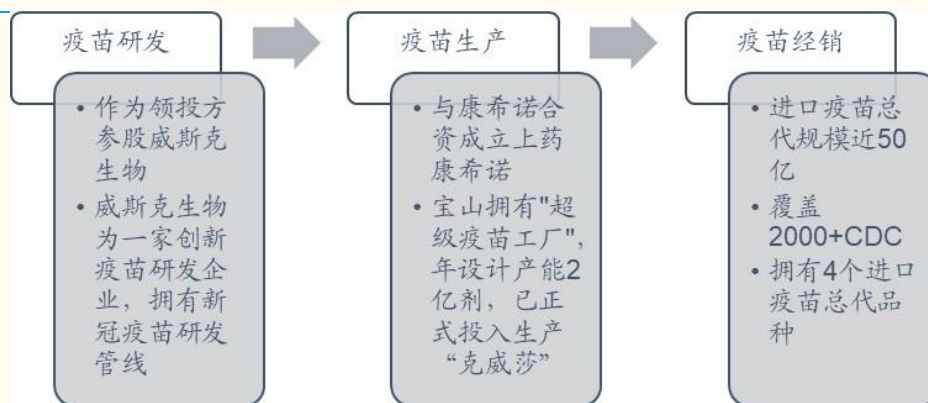 疫苗研发
• 作为领投方
参股威斯克
生物
• 威斯克生物
为一家创新
疫苗研发企
业，拥有新
冠疫苗研发
管线
疫苗生产
• 与康希诺合
资成立上药
康希诺
• 宝山拥有"超
级疫苗工厂",
年设计产能2
亿剂，已正
式投入生产
“克威莎”
疫苗经销
• 进口疫苗总
代规模近50
亿
• 覆盖
2000+CDC
• 拥有4个进口
疫苗总代品
种